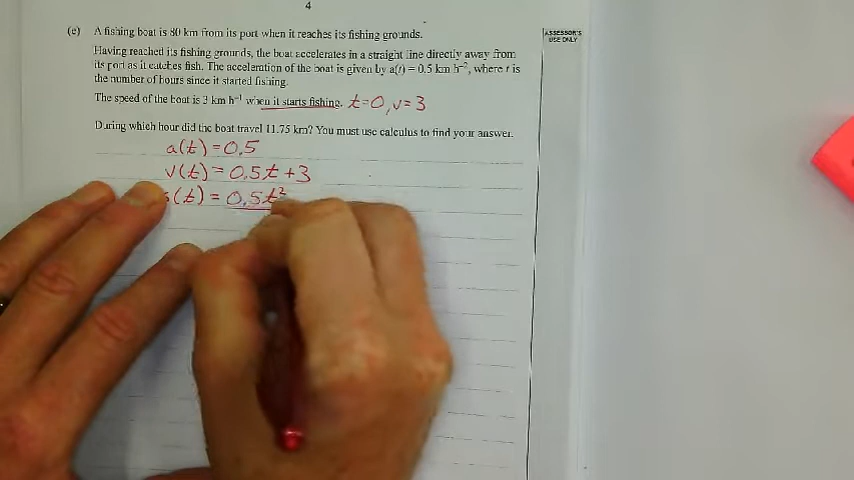 4
(e) A fishing boat is 80 km from its port when it reaches its fishing grounds.
ASSESSOR'S
USE ONLY
Having reached its fishing grounds, the boat accelerates in a straight line directly away from
its port as it catches fish. The acceleration of the boat is given by a(t) = 0.5 km h⁻², where t is
the number of hours since it started fishing.
The speed of the boat is 3 km h⁻¹ when it starts fishing. t=0, v=3
During which hour did the boat travel 11.75 km? You must use calculus to find your answer.
a(t) = 0.5
v(t) = 0.5t + 3
s(t) = 0.5t²